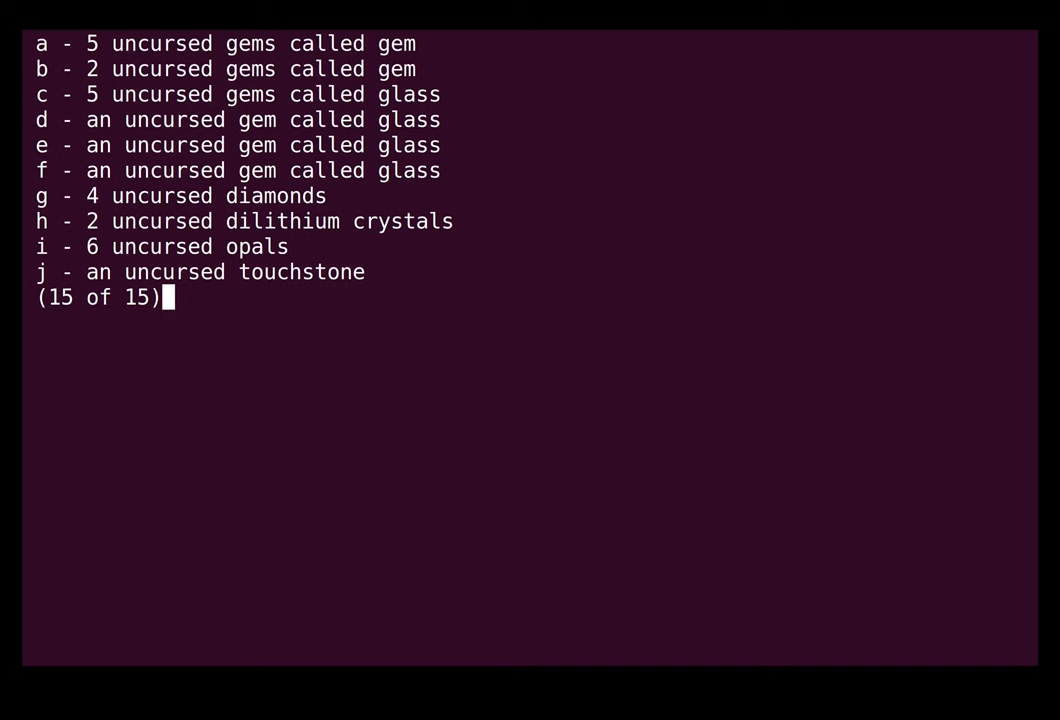 a - 5 uncursed gems called gem
b - 2 uncursed gems called gem
c - 5 uncursed gems called glass
d - an uncursed gem called glass
e - an uncursed gem called glass
f - an uncursed gem called glass
g - 4 uncursed diamonds
h - 2 uncursed dilithium crystals
i - 6 uncursed opals
j - an uncursed touchstone
(15 of 15)